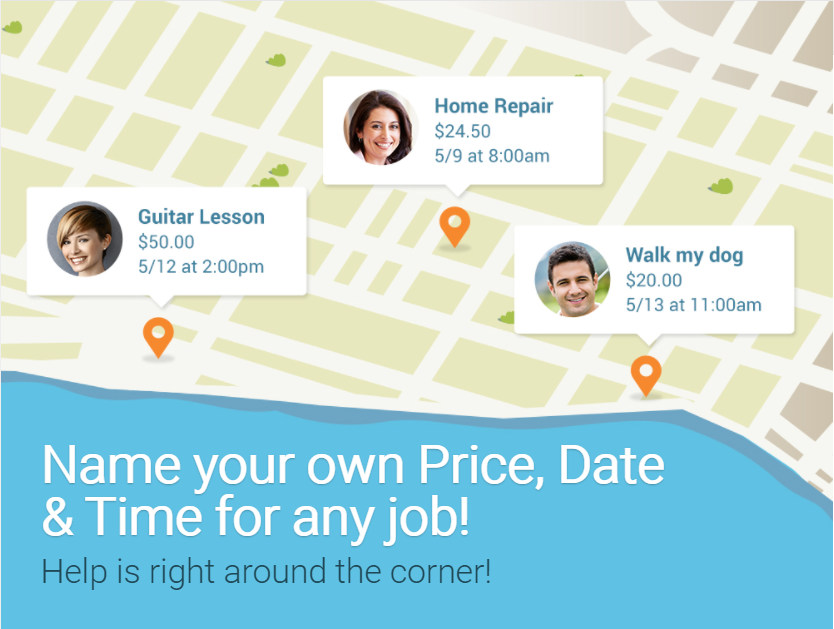 Home Repair
$24.50
5/9 at 8:00am
Guitar Lesson
$50.00
5/12 at 2:00pm
Walk my dog
$20.00
5/13 at 11:00am
Name your own Price, Date
& Time for any job!
Help is right around the corner!